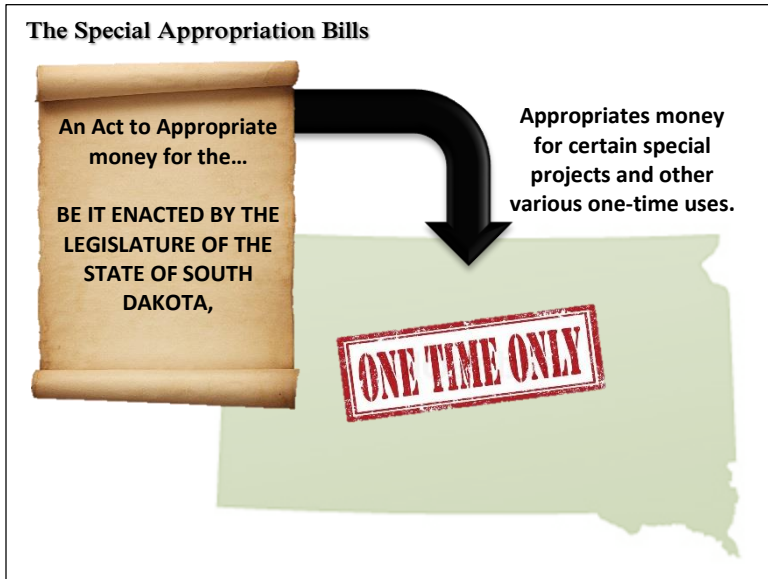 The Special Appropriation Bills
An Act to Appropriate
money for the…
BE IT ENACTED BY THE
LEGISLATURE OF THE
STATE OF SOUTH
DAKOTA,
Appropriates money
for certain special
projects and other
various one-time uses.
ONE TIME ONLY